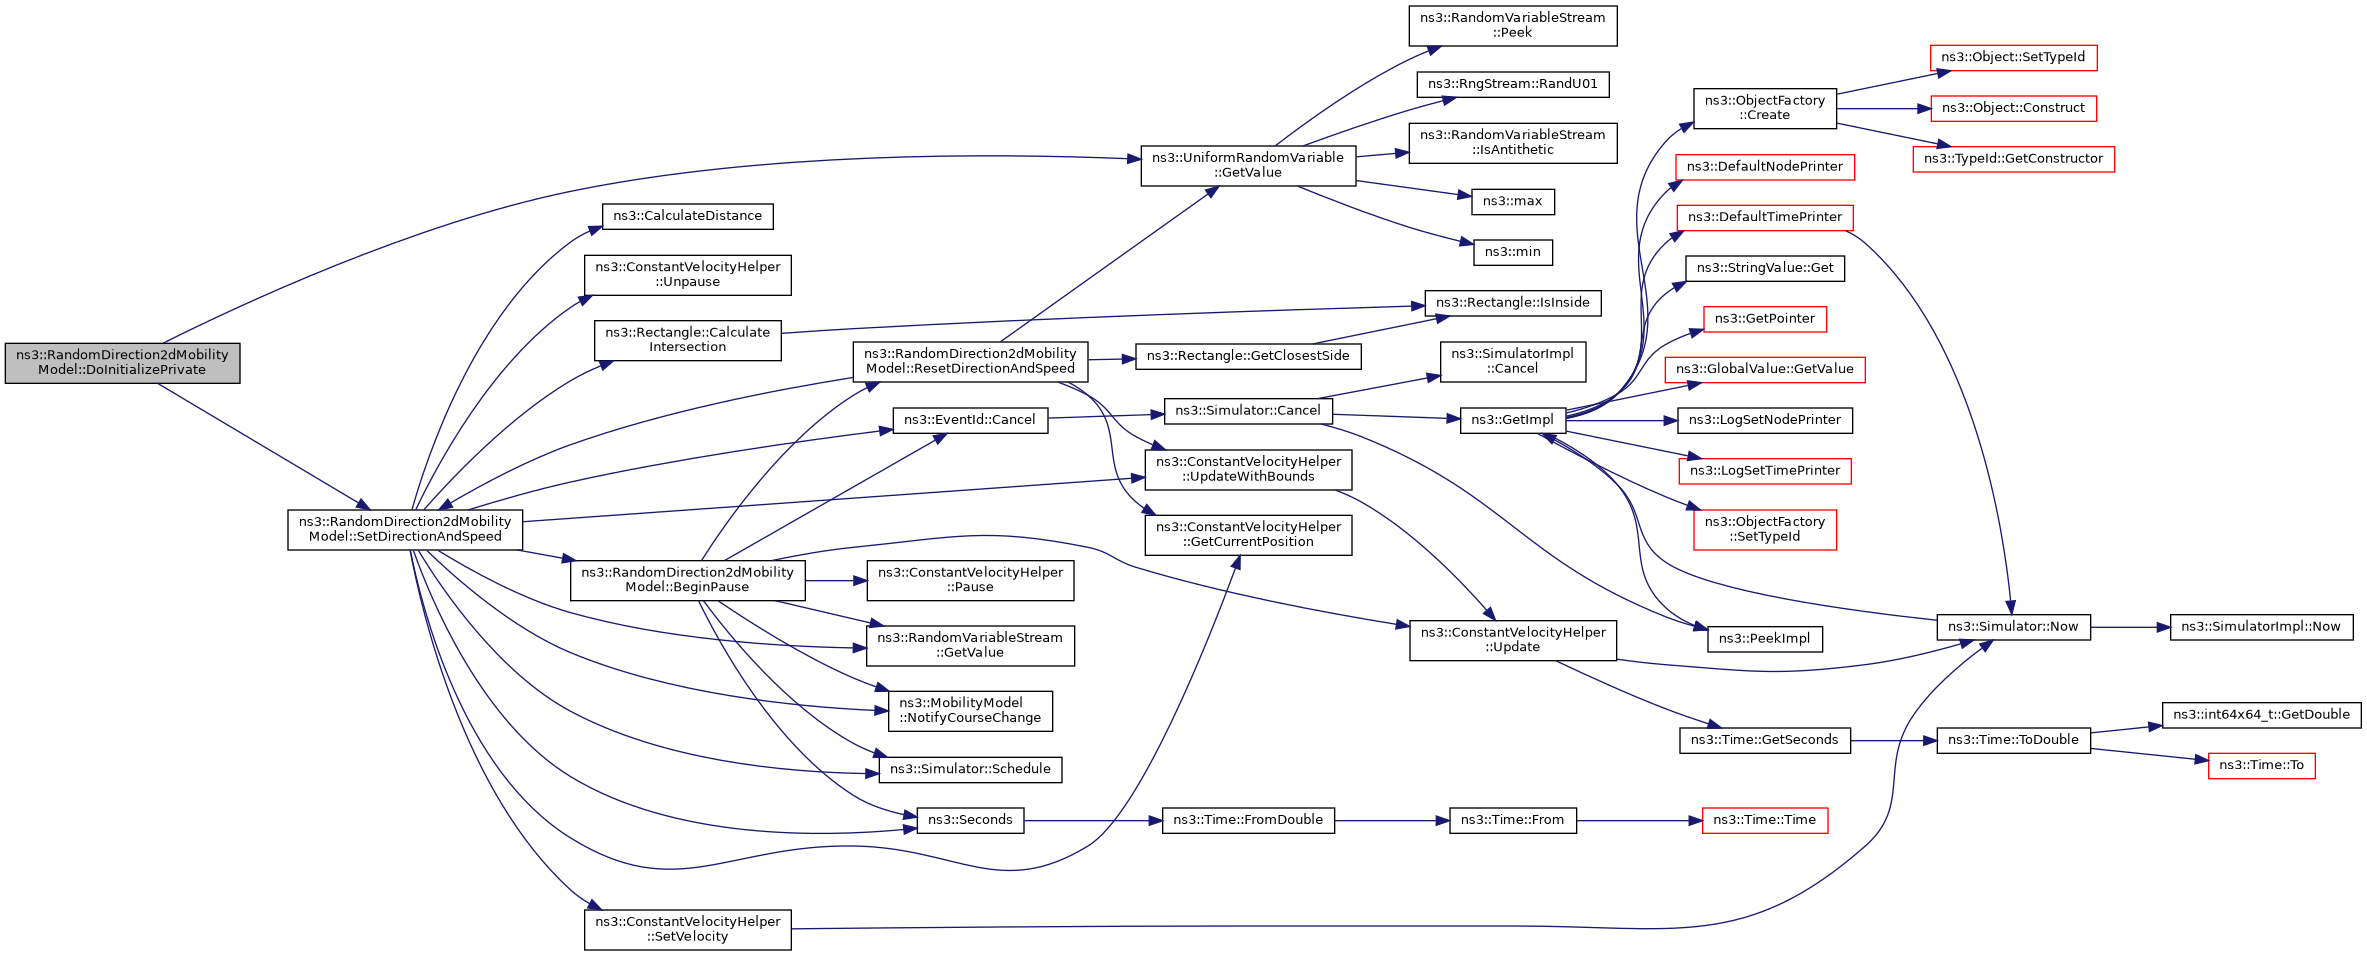 ns3::RandomDirection2dMobility
Model::DoInitializePrivate
ns3::RandomDirection2dMobility
Model::SetDirectionAndSpeed
ns3::CalculateDistance
ns3::ConstantVelocityHelper
::Unpause
ns3::Rectangle::Calculate
Intersection
ns3::RandomDirection2dMobility
Model::BeginPause
ns3::ConstantVelocityHelper
::SetVelocity
ns3::RandomDirection2dMobility
Model::ResetDirectionAndSpeed
ns3::EventId::Cancel
ns3::ConstantVelocityHelper
::Pause
ns3::RandomVariableStream
::GetValue
ns3::MobilityModel
::NotifyCourseChange
ns3::Simulator::Schedule
ns3::Seconds
ns3::UniformRandomVariable
::GetValue
ns3::Rectangle::GetClosestSide
ns3::Simulator::Cancel
ns3::ConstantVelocityHelper
::UpdateWithBounds
ns3::ConstantVelocityHelper
::GetCurrentPosition
ns3::Time::FromDouble
ns3::RandomVariableStream
::Peek
ns3::RngStream::RandU01
ns3::RandomVariableStream
::IsAntithetic
ns3::max
ns3::min
ns3::Rectangle::IsInside
ns3::SimulatorImpl
::Cancel
ns3::GetImpl
ns3::ConstantVelocityHelper
::Update
ns3::Time::From
ns3::ObjectFactory
::Create
ns3::DefaultNodePrinter
ns3::DefaultTimePrinter
ns3::StringValue::Get
ns3::GetPointer
ns3::GlobalValue::GetValue
ns3::LogSetNodePrinter
ns3::LogSetTimePrinter
ns3::ObjectFactory
::SetTypeId
ns3::PeekImpl
ns3::Time::GetSeconds
ns3::Time::Time
ns3::Object::SetTypeId
ns3::Object::Construct
ns3::TypeId::GetConstructor
ns3::Simulator::Now
ns3::Time::ToDouble
ns3::SimulatorImpl::Now
ns3::int64x64_t::GetDouble
ns3::Time::To